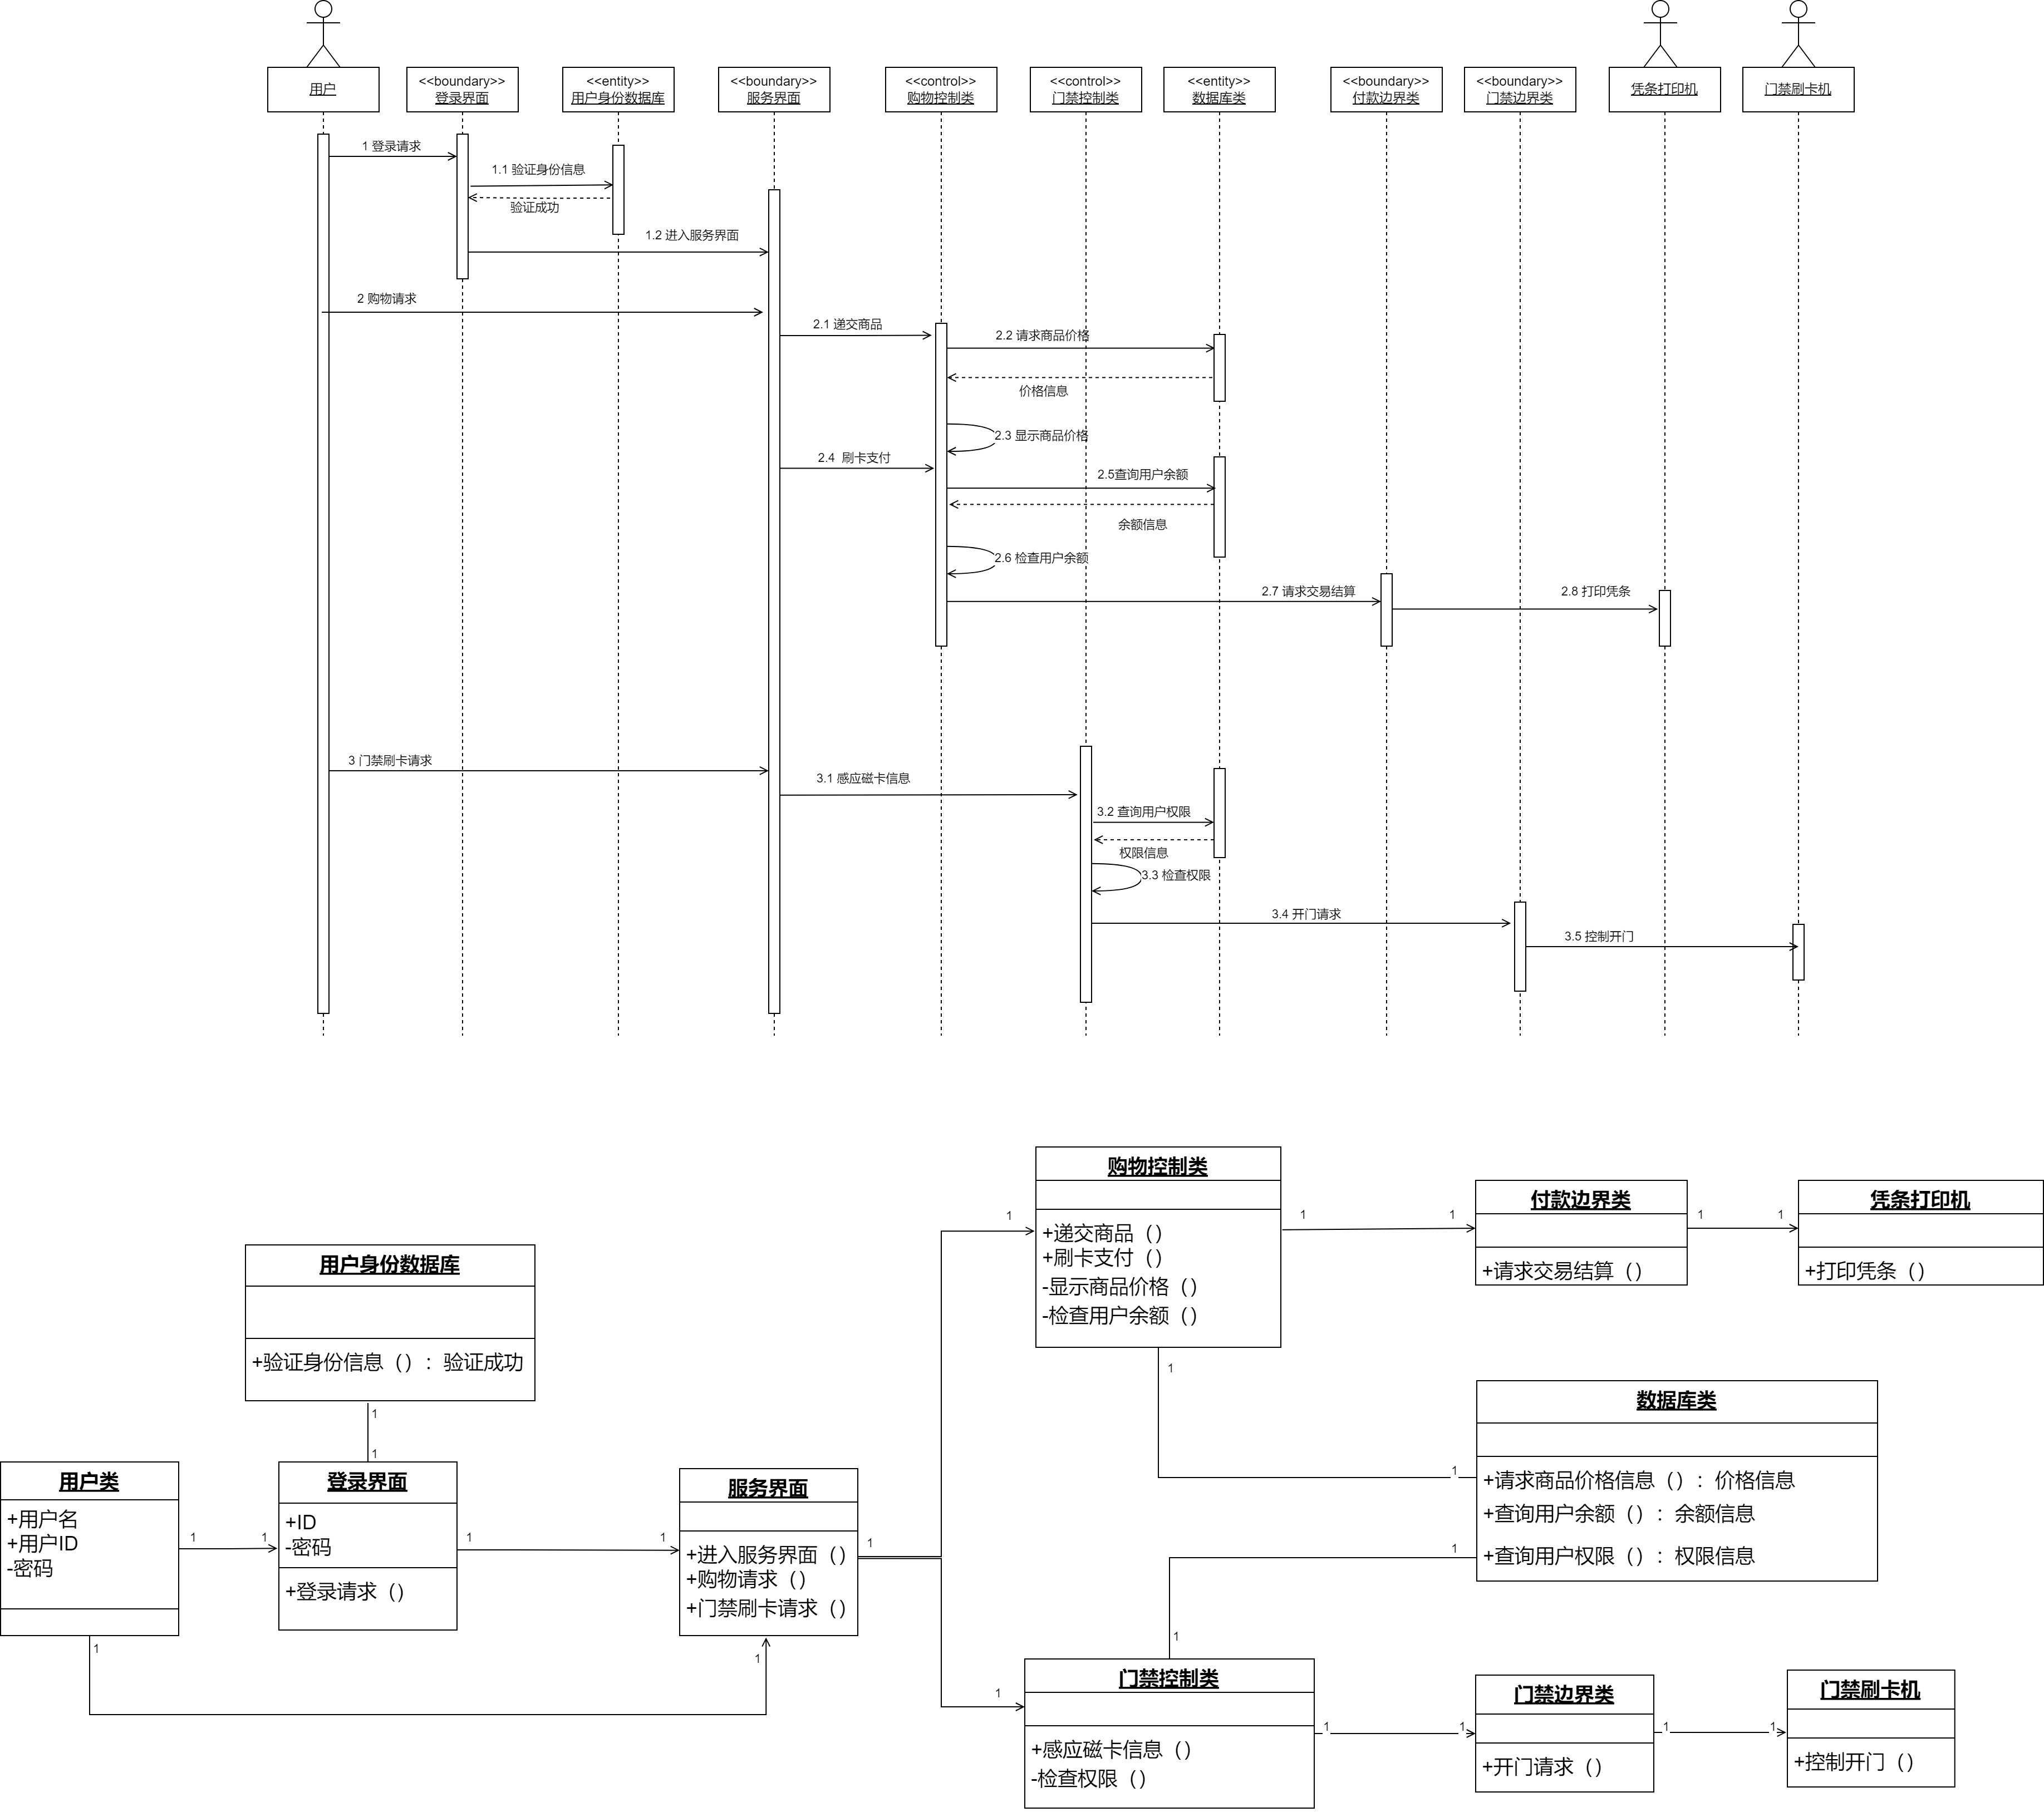 用户
<<boundary>>
登录界面
<<entity>>
用户身份数据库
<<boundary>>
服务界面
<<control>>
购物控制类
<<control>>
门禁控制类
<<entity>>
数据库类
<<boundary>>
付款边界类
<<boundary>>
门禁边界类
凭条打印机
门禁刷卡机
1 登录请求
1.1 验证身份信息
验证成功
1.2 进入服务界面
2 购物请求
2.1 递交商品
2.2 请求商品价格
价格信息
2.3 显示商品价格
2.4  刷卡支付
2.5查询用户余额
余额信息
2.6 检查用户余额
2.7 请求交易结算
2.8 打印凭条
3 门禁刷卡请求
3.1 感应磁卡信息
3.2 查询用户权限
权限信息
3.3 检查权限
3.4 开门请求
3.5 控制开门
用户身份数据库
+验证身份信息（）：验证成功
1
1
用户类
+用户名
+用户ID
-密码
1
1
1
登录界面
+ID
-密码
+登录请求（）
1
1
服务界面
+进入服务界面（）
+购物请求（）
+门禁刷卡请求（）
1
1
1
1
购物控制类
+递交商品（）
+刷卡支付（）
-显示商品价格（）
-检查用户余额（）
1
1
1
付款边界类
+请求交易结算（）
1
1
凭条打印机
+打印凭条（）
数据库类
+请求商品价格信息（）：价格信息
+查询用户余额（）：余额信息
+查询用户权限（）：权限信息
1
1
1
门禁控制类
+感应磁卡信息（）
-检查权限（）
1
1
门禁边界类
+开门请求（）
1
1
门禁刷卡机
+控制开门（）